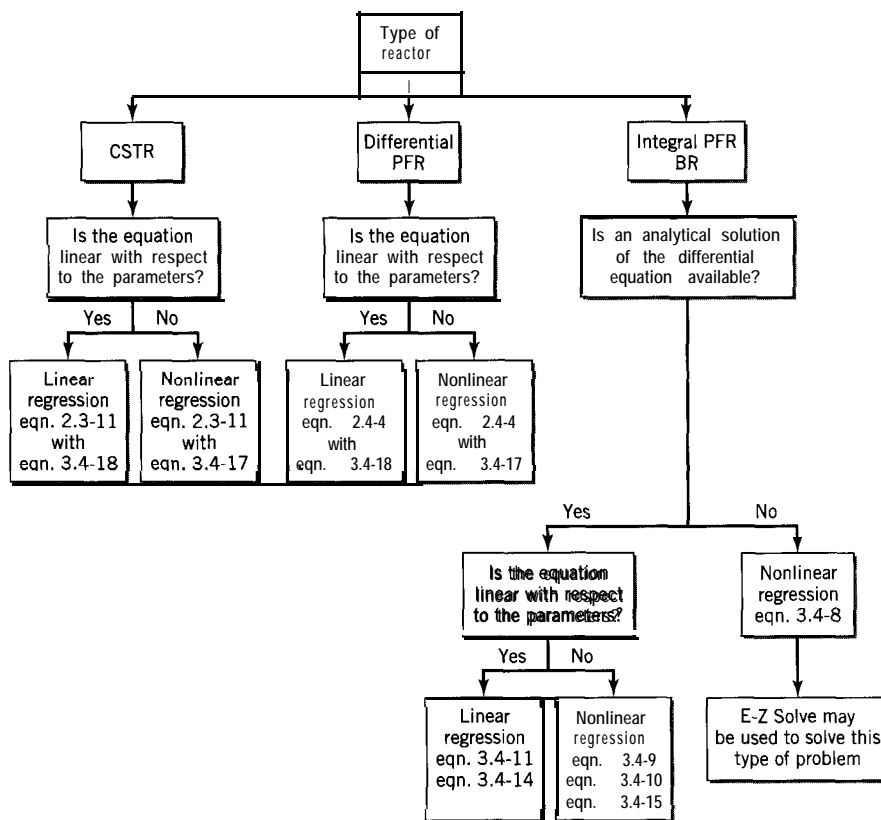 Type of
reactor
CSTR
Differential
PFR
Integral PFR
BR
Is the equation
linear with respect
to the parameters?
Is the equation
linear with respect
to the parameters?
Is an analytical solution
of the differential
equation available?
Yes
No
Yes
No
Linear
regression
eqn. 2.3-11
with
eqn. 3.4-18
Nonlinear
regression
eqn. 2.3-11
with
eqn. 3.4-17
Linear
regression
eqn. 2.4-4
with
eqn. 3.4-18
Nonlinear
regression
eqn. 2.4-4
with
eqn. 3.4-17
Yes
No
Is the equation
linear with respect
to the parameters?
Nonlinear
regression
eqn. 3.4-8
Yes
No
Linear
regression
eqn. 3.4-11
eqn. 3.4-14
Nonlinear
regression
eqn. 3.4-9
eqn. 3.4-10
eqn. 3.4-15
E-Z Solve may
be used to solve this
type of problem